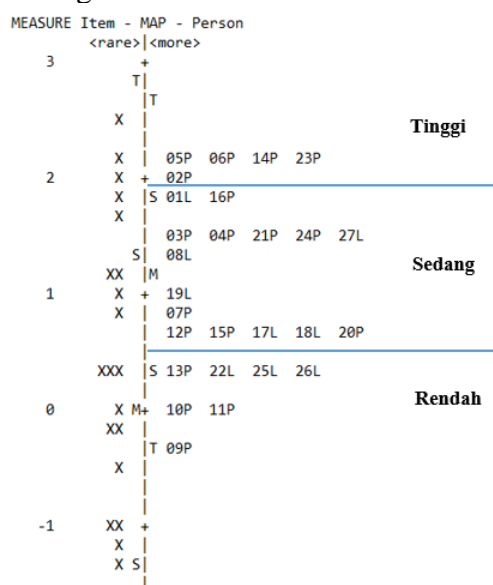 MEASURE Item - MAP - Person
<rare>|<more>
3 +
T|
|T
X |
| Tinggi
X | 05P 06P 14P 23P
2 X + 02P
X |S 01L 16P
X |
| 03P 04P 21P 24P 27L
S| 08L
XX |M Sedang
1 X + 19L
X | 07P
| 12P 15P 17L 18L 20P
|
XXX |S 13P 22L 25L 26L
| Rendah
0 X M+ 10P 11P
XX |
|T 09P
X |
|
|
-1 XX +
X |
X S|
|